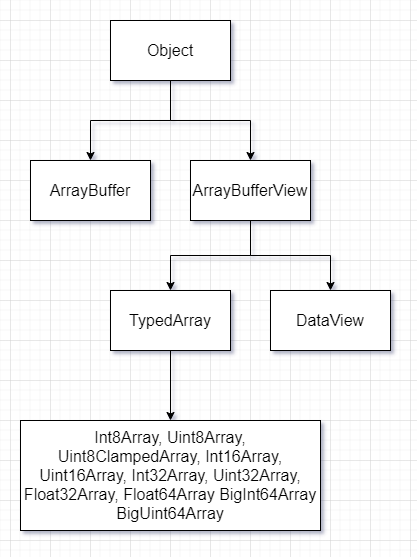 Object
ArrayBuffer
ArrayBufferView
TypedArray
DataView
Int8Array, Uint8Array,
Uint8ClampedArray, Int16Array,
Uint16Array, Int32Array, Uint32Array,
Float32Array, Float64Array BigInt64Array
BigUint64Array